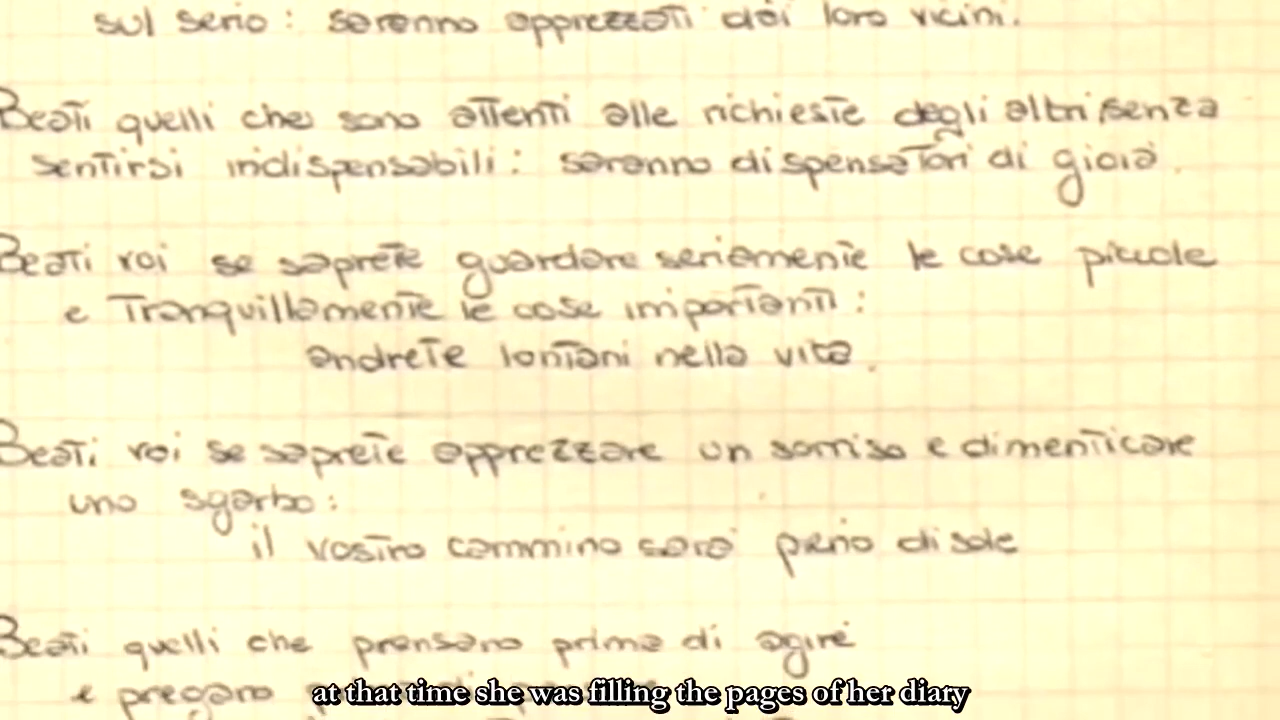 sul serio: saranno apprezzati dai loro vicini.
Beati quelli che sono attenti alle richieste degli altri, senza
sentirsi indispensabili: saranno dispensatori di gioia.
Beati voi se saprete guardare seriamente le cose piccole
e Tranquillamente le cose importanti:
andrete lontani nella vita.
Beati voi se saprete apprezzare un sorriso e dimenticare
uno sgarbo:
il vostro cammino sarà pieno di sole
Beati quelli che pensano prima di agire
e pregano
at that time she was filling the pages of her diary